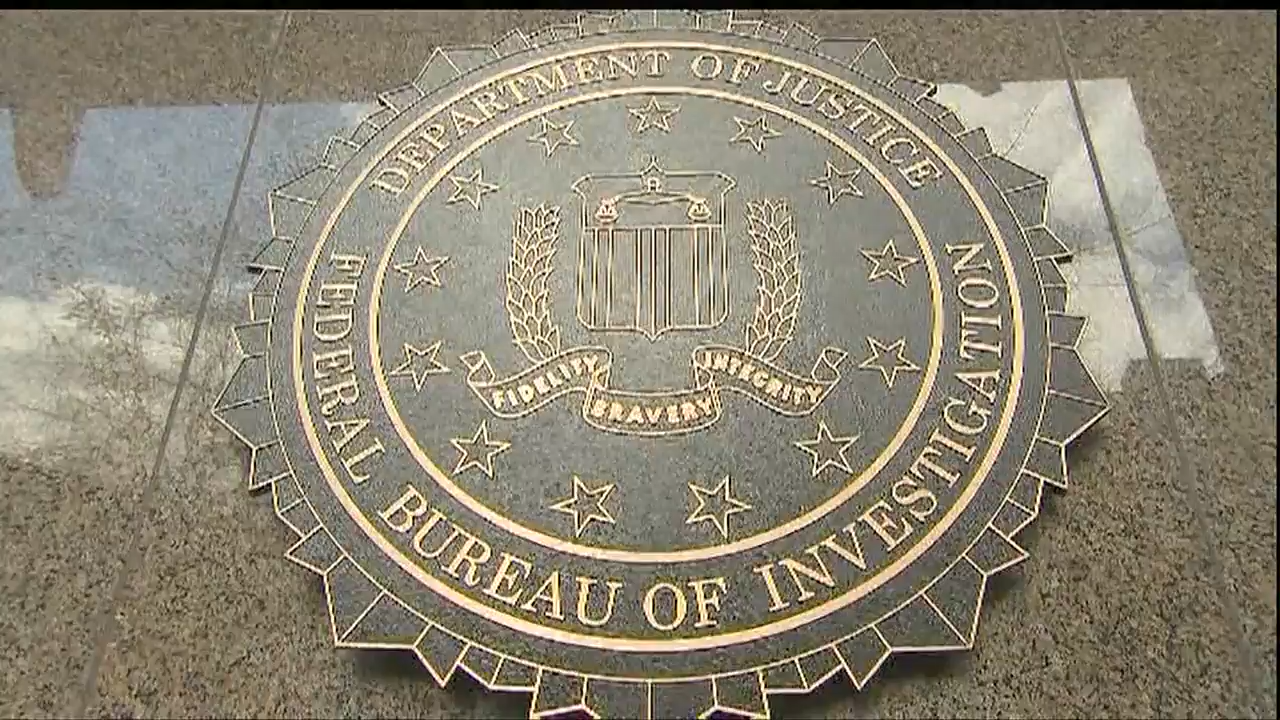 DEPARTMENT OF JUSTICE
FIDELITY
BRAVERY
INTEGRITY
FEDERAL BUREAU OF INVESTIGATION